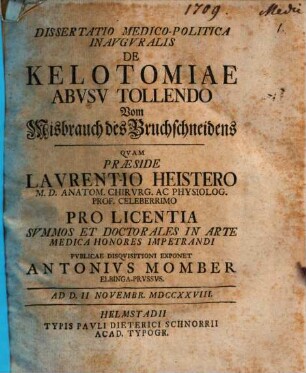 1709
Medic
1.
DISSERTATIO MEDICO-POLITICA
INAVGVRALIS
DE
KELOTOMIAE
ABVSV TOLLENDO
Vom
Misbrauch des Bruchschneidens
QVAM
PRÆSIDE
LAVRENTIO HEISTERO
M. D. ANATOM. CHIRVRG. AC PHYSIOLOG.
PROF. CELEBERRIMO
PRO LICENTIA
SVMMOS ET DOCTORALES IN ARTE
MEDICA HONORES IMPETRANDI
PVBLICAE DISQVISITIONI EXPONET
ANTONIVS MOMBER
ELBINGA-PRVSSVS.
AD D. II NOVEMBR. MDCCXXVIII.
HELMSTADII
TYPIS PAVLI DIETERICI SCHNORRII
ACAD. TYPOGR.